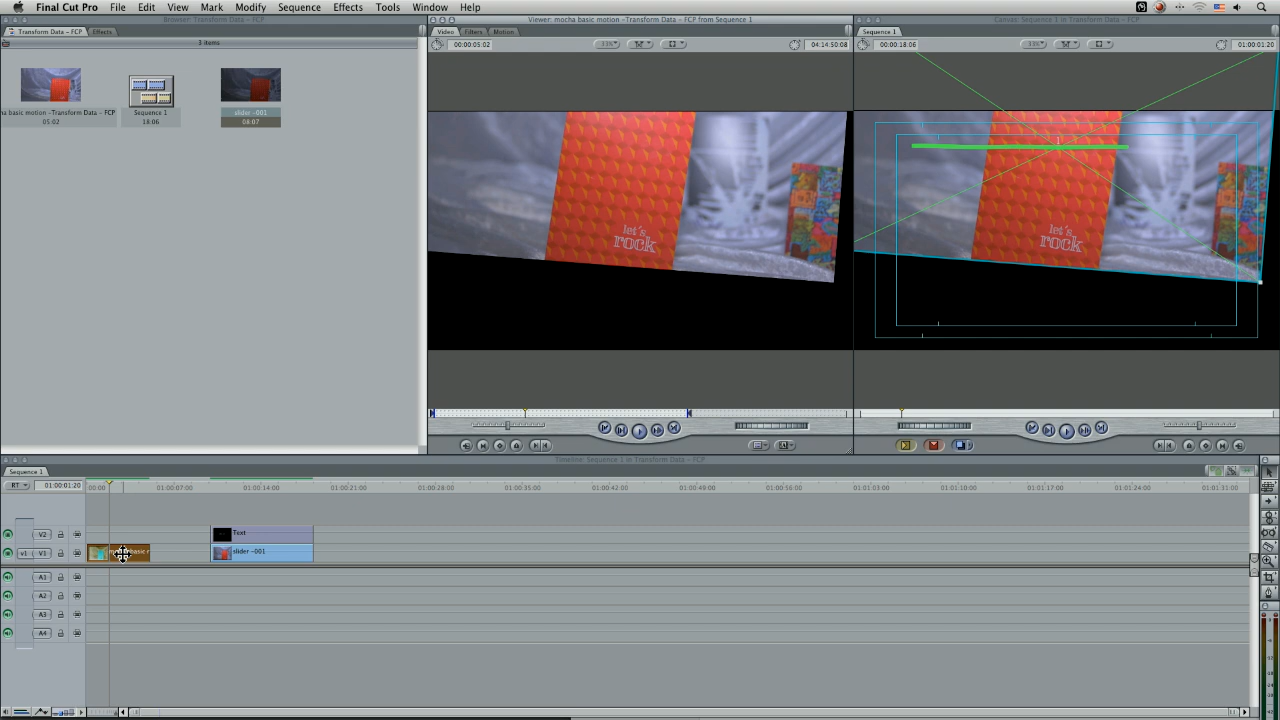 Final Cut Pro File Edit View Mark Modify Sequence Effects Tools Window Help
Browser: Transform Data – FCP
Viewer: mocha basic motion –Transform Data – FCP from Sequence 1
Canvas: Sequence 1 in Transform Data – FCP
Transform Data – FCP Effects
Video Filters Motion
Sequence 1
3 items
00:00:05:02 33% 04:14:50:08
00:00:18:06 33% 01:00:01:20
ha basic motion –Transform Data – FCP
05:02
Sequence 1
18:06
slider –001
08:07
let's
rock
let's
rock
Timeline: Sequence 1 in Transform Data – FCP
Sequence 1
RT 01:00:01:20 00:00 01:00:07:00 01:00:14:00 01:00:21:00 01:00:28:00 01:00:35:00 01:00:42:00 01:00:49:00 01:00:56:00 01:01:03:00 01:01:10:00 01:01:17:00 01:01:24:00 01:01:31:00
V2 Text
v1 V1 slider –001
A1
A2
A3
A4